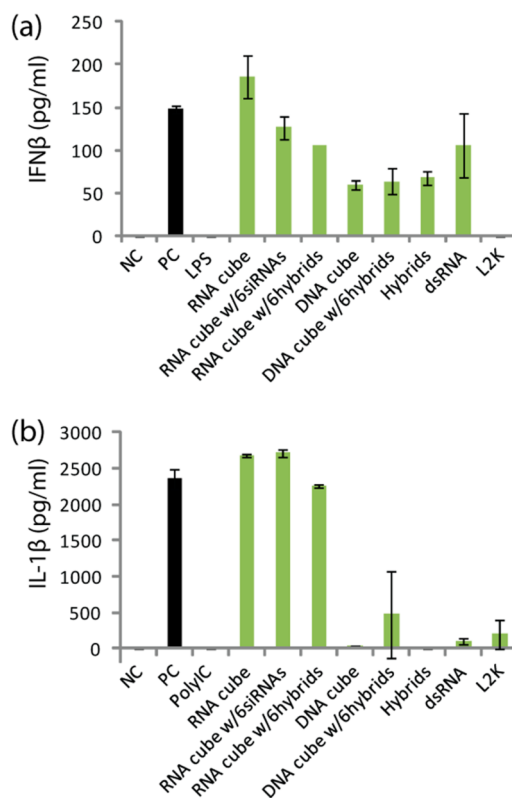 (a)
IFNβ (pg/ml)
250
200
150
100
50
0
NC
PC
LPS
RNA cube
RNA cube w/6siRNAs
RNA cube w/6hybrids
DNA cube
DNA cube w/6hybrids
Hybrids
dsRNA
L2K
(b)
IL-1β (pg/ml)
3000
2500
2000
1500
1000
500
0
NC
PC
PolyIC
RNA cube
RNA cube w/6siRNAs
RNA cube w/6hybrids
DNA cube
DNA cube w/6hybrids
Hybrids
dsRNA
L2K